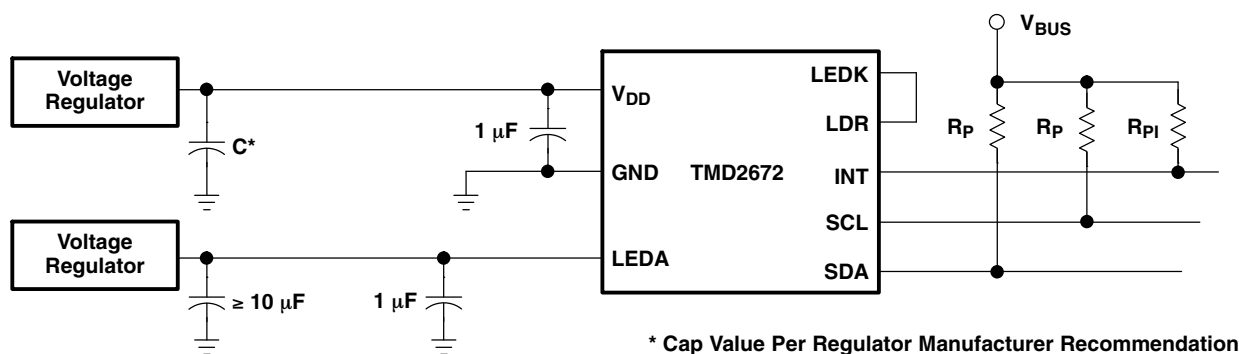 V_BUS
Voltage
Regulator
V_DD
LEDK
LDR
1 μF
C*
R_P
R_P
R_PI
GND
TMD2672
INT
SCL
Voltage
Regulator
LEDA
SDA
≥ 10 μF
1 μF
* Cap Value Per Regulator Manufacturer Recommendation